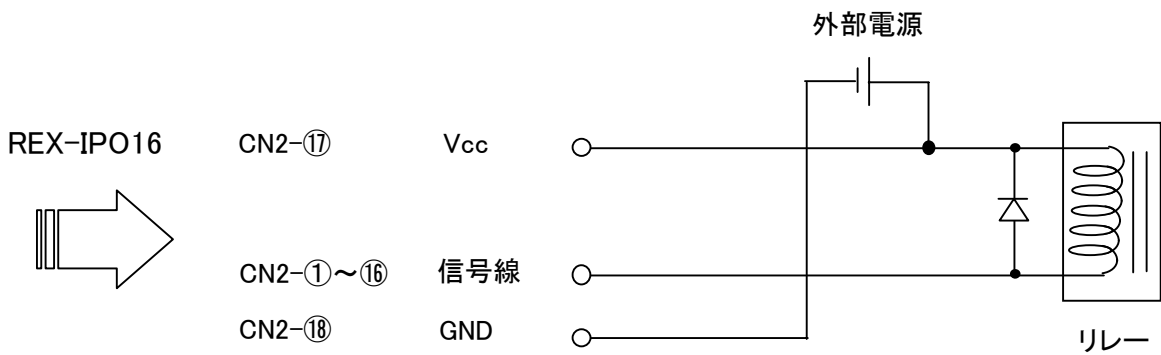 外部電源
REX-IPO16 CN2-⑰ Vcc
CN2-①～⑯ 信号線
CN2-⑱ GND
リレー